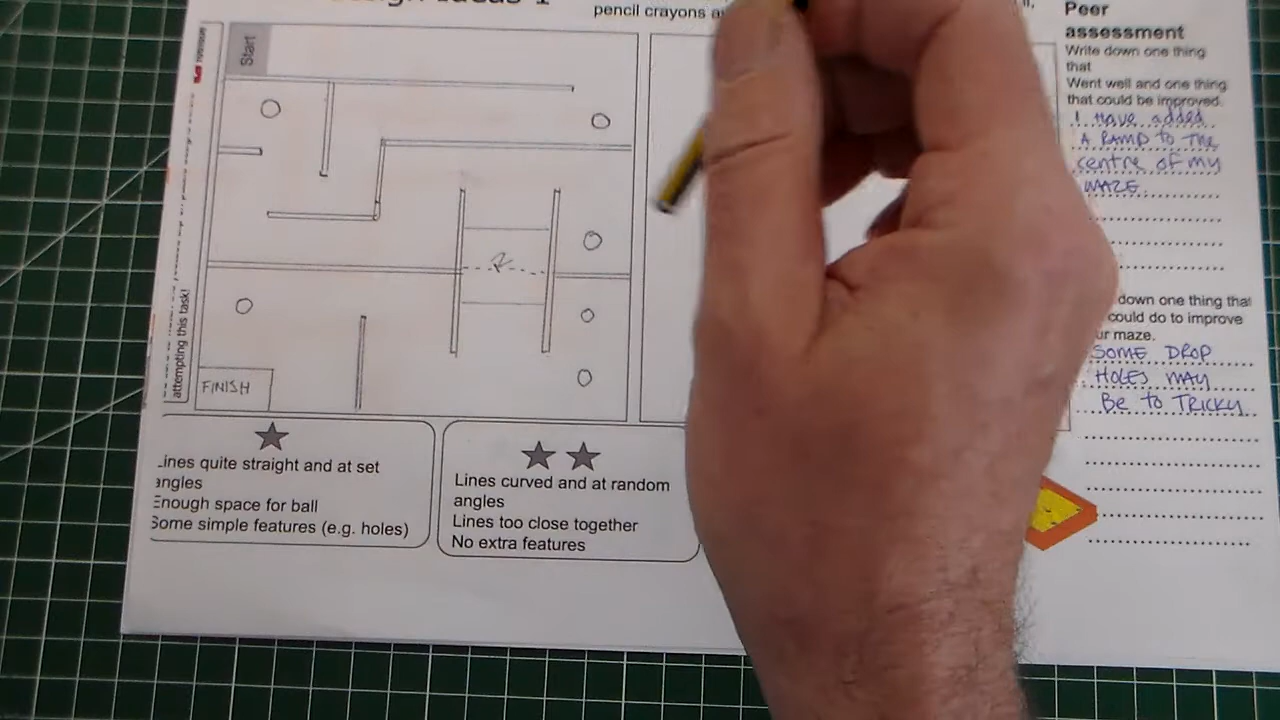 pencil crayons
Start
attempting this task!
FINISH
R
Lines quite straight and at set
angles
Enough space for ball
Some simple features (e.g. holes)
Lines curved and at random
angles
Lines too close together
No extra features
Peer
assessment
Write down one thing
that
Went well and one thing
that could be improved.
I HAVE added
A RAMP to THE
centre of my
MAZE
down one thing that
could do to improve
ur maze.
SOME DROP
HOLES MAY
BE to TRICKY